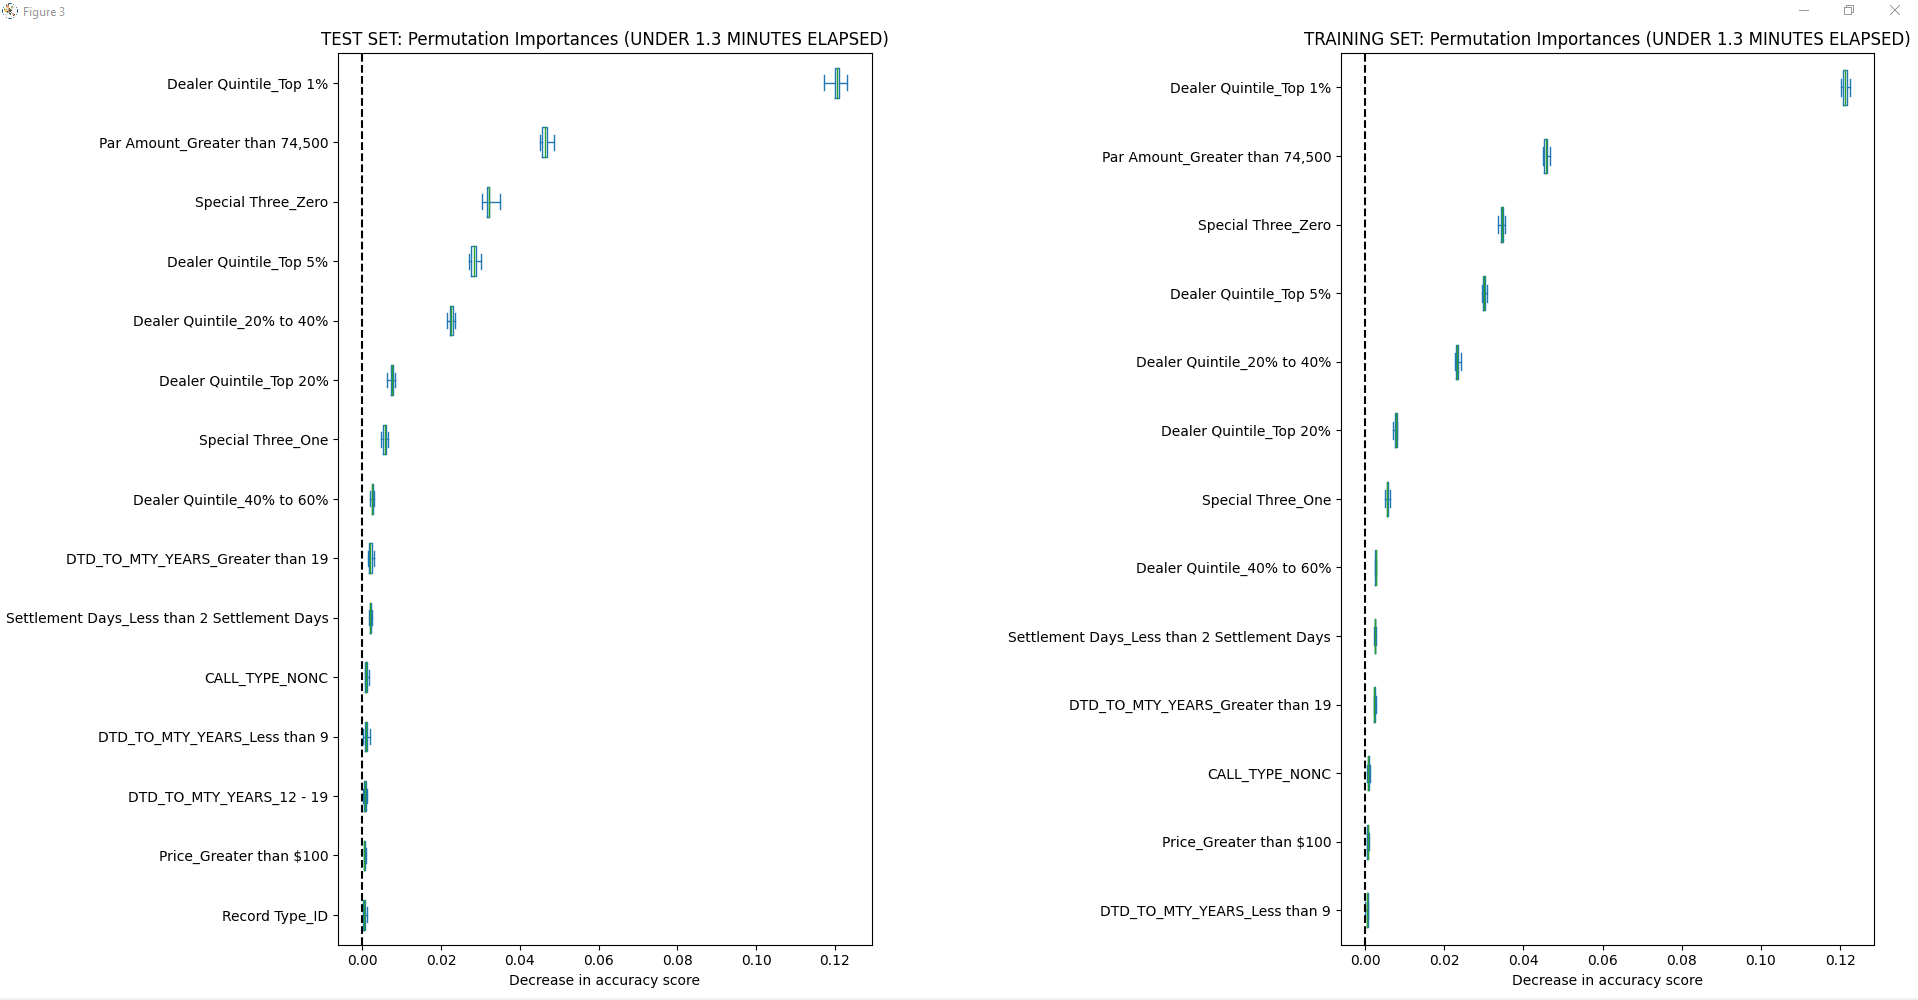 Figure 3
TEST SET: Permutation Importances (UNDER 1.3 MINUTES ELAPSED)
Dealer Quintile_Top 1%
Par Amount_Greater than 74,500
Special Three_Zero
Dealer Quintile_Top 5%
Dealer Quintile_20% to 40%
Dealer Quintile_Top 20%
Special Three_One
Dealer Quintile_40% to 60%
DTD_TO_MTY_YEARS_Greater than 19
Settlement Days_Less than 2 Settlement Days
CALL_TYPE_NONC
DTD_TO_MTY_YEARS_Less than 9
DTD_TO_MTY_YEARS_12 - 19
Price_Greater than $100
Record Type_ID
0.00 0.02 0.04 0.06 0.08 0.10 0.12
Decrease in accuracy score
TRAINING SET: Permutation Importances (UNDER 1.3 MINUTES ELAPSED)
Dealer Quintile_Top 1%
Par Amount_Greater than 74,500
Special Three_Zero
Dealer Quintile_Top 5%
Dealer Quintile_20% to 40%
Dealer Quintile_Top 20%
Special Three_One
Dealer Quintile_40% to 60%
Settlement Days_Less than 2 Settlement Days
DTD_TO_MTY_YEARS_Greater than 19
CALL_TYPE_NONC
Price_Greater than $100
DTD_TO_MTY_YEARS_Less than 9
0.00 0.02 0.04 0.06 0.08 0.10 0.12
Decrease in accuracy score